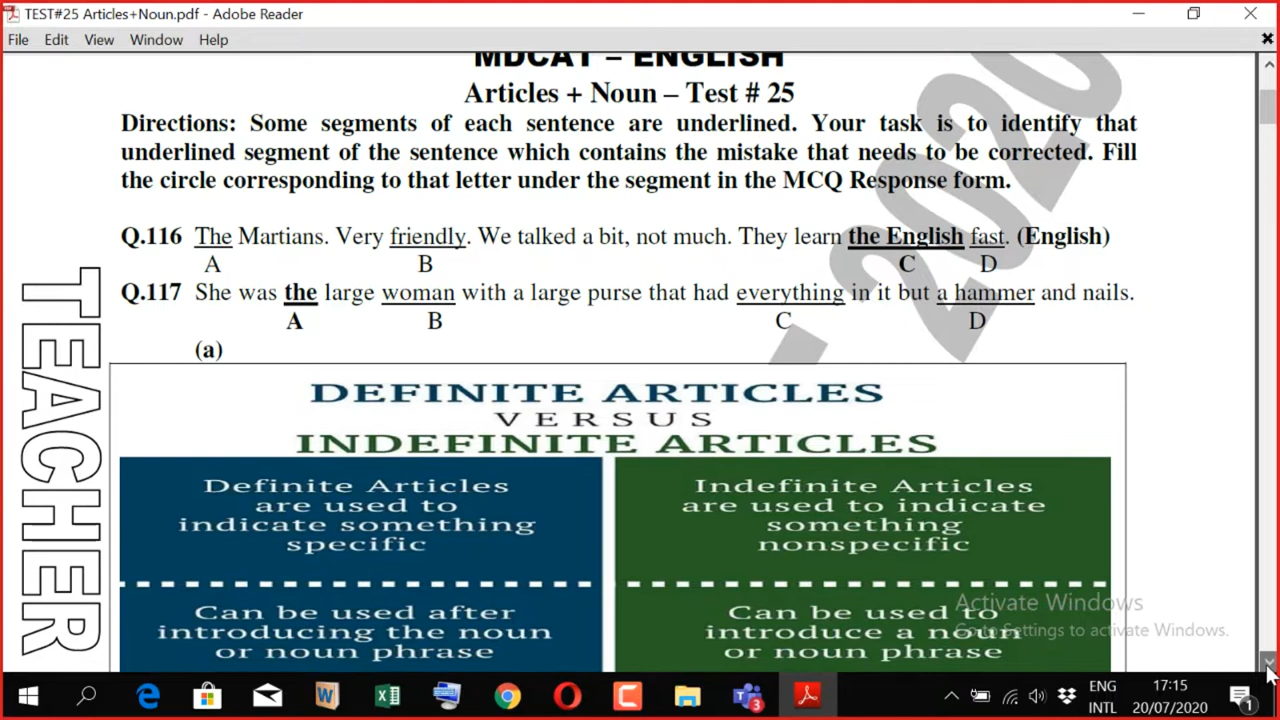 TEST#25 Articles+Noun.pdf - Adobe Reader
File Edit View Window Help
MDCAT – ENGLISH
Articles + Noun – Test # 25
Directions: Some segments of each sentence are underlined. Your task is to identify that
underlined segment of the sentence which contains the mistake that needs to be corrected. Fill
the circle corresponding to that letter under the segment in the MCQ Response form.
Q.116 The Martians. Very friendly. We talked a bit, not much. They learn the English fast. (English)
A B C D
Q.117 She was the large woman with a large purse that had everything in it but a hammer and nails.
A B C D
(a)
TEACHER
- 2020
DEFINITE ARTICLES
VERSUS
INDEFINITE ARTICLES
Definite Articles
are used to
indicate something
specific
Indefinite Articles
are used to indicate
something
nonspecific
Can be used after
introducing the noun
or noun phrase
Can be used to
introduce a noun
or noun phrase
Activate Windows
Go to Settings to activate Windows.
3
ENG
INTL
17:15
20/07/2020
1